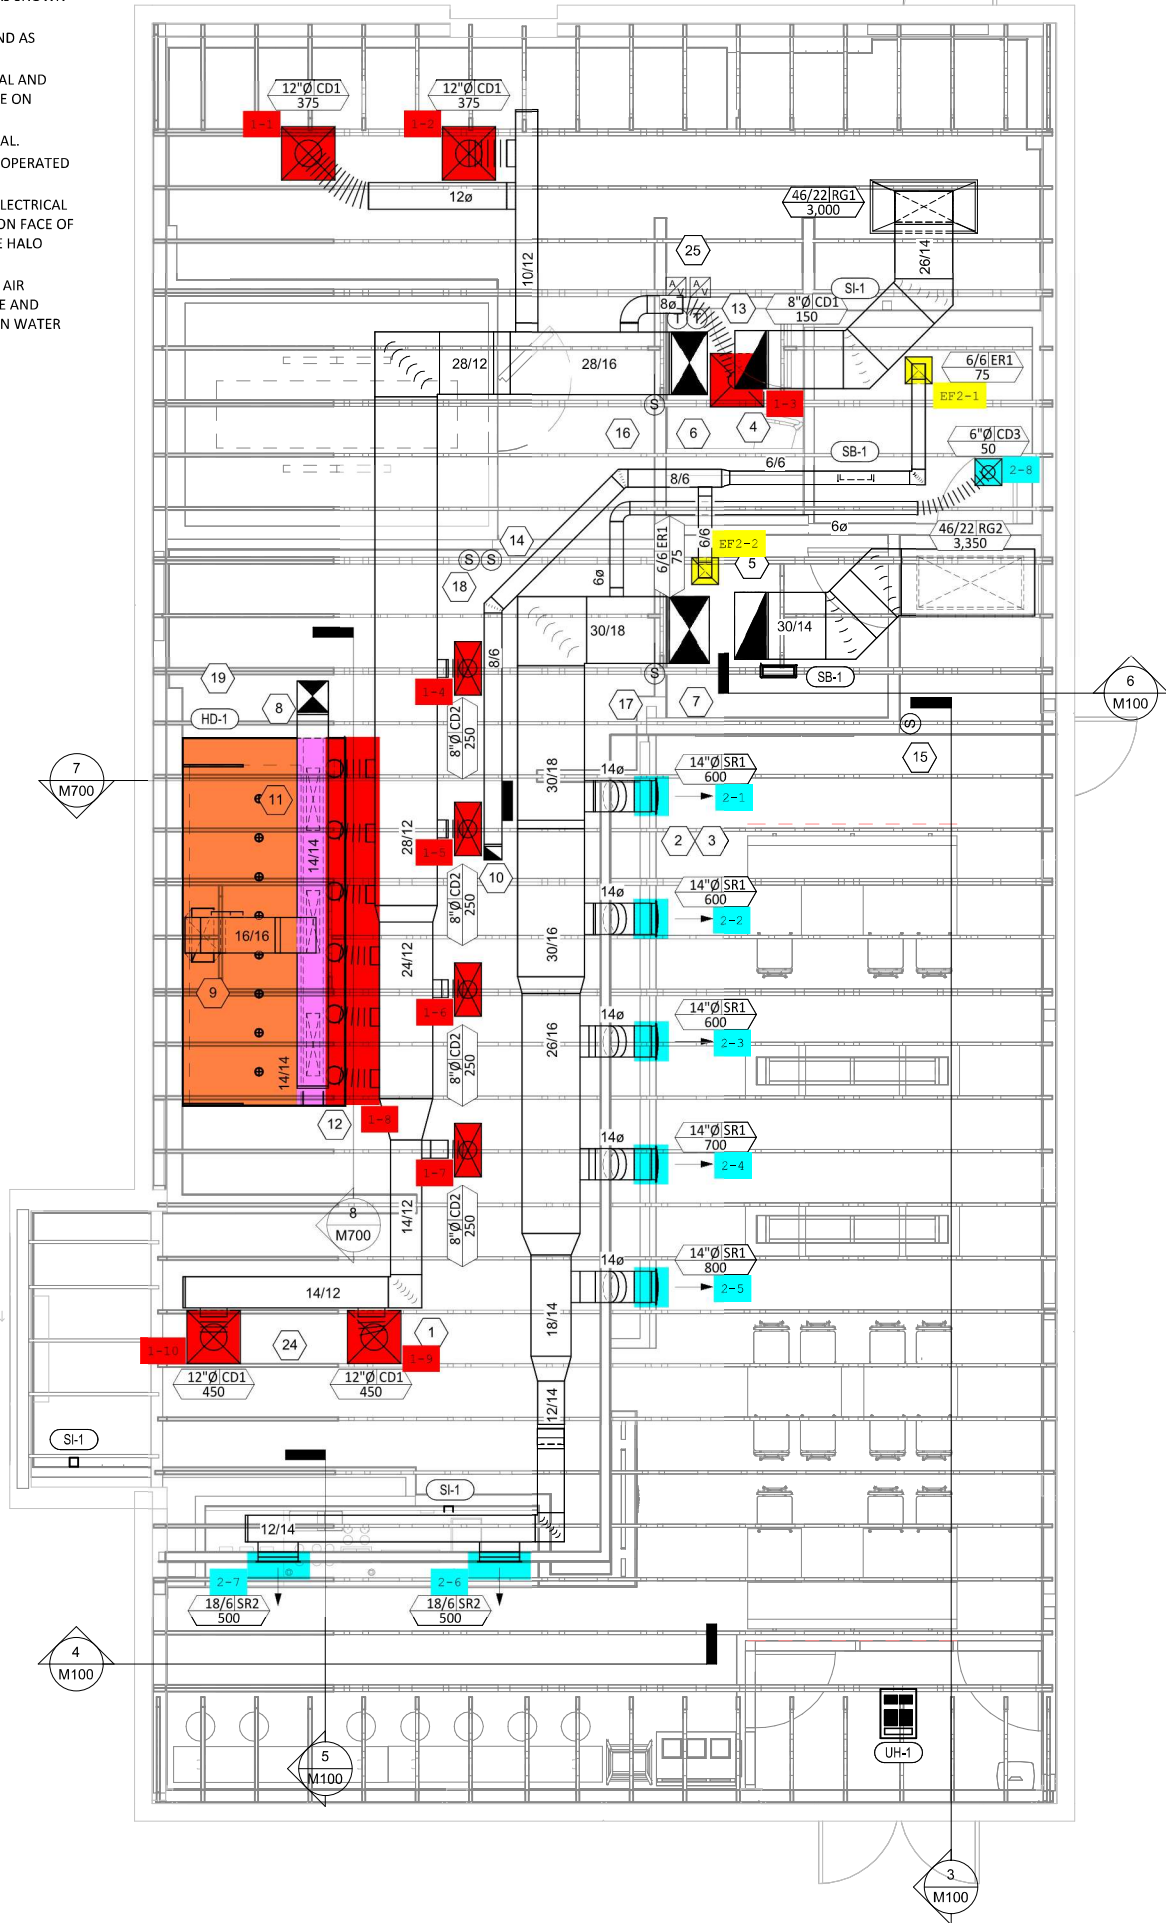 SHOWN
ND AS
AL AND
E ON
AL.
OPERATED
LECTRICAL
ON FACE OF
E HALO
AIR
E AND
N WATER
12"Ø CD1
375
12"Ø CD1
375
1-1
1-2
12ø
10/12
46/22 RG1
3,000
26/14
25
SI-1
A
V
A
V
8ø
T
T
13
8"Ø CD1
150
28/12
28/16
6/6 ER1
75
EF2-1
1-3
S
16
6
4
6"Ø CD3
50
SB-1
2-8
6/6
8/6
6ø
46/22 RG2
3,350
14
6/6 ER1
75
6/6
EF2-2
5
S
S
18
6ø
30/18
30/14
8/6
6
M100
19
8
1-4
S
SB-1
HD-1
8"Ø CD2
250
17
7
S
15
7
M700
14ø
14"Ø SR1
600
2-1
30/18
11
14/14
28/12
1-5
2
3
10
8"Ø CD2
250
14ø
14"Ø SR1
600
2-2
16/16
24/12
30/16
9
1-6
14ø
14"Ø SR1
600
2-3
26/16
14/14
8"Ø CD2
250
12
1-8
14ø
14"Ø SR1
700
2-4
1-7
8
M700
14/12
8"Ø CD2
250
14ø
14"Ø SR1
800
2-5
14/12
18/14
1-10
24
1
1-9
12"Ø CD1
450
12"Ø CD1
450
12/14
SI-1
SI-1
12/14
2-7
2-6
18/6 SR2
500
18/6 SR2
500
4
M100
UH-1
5
M100
3
M100